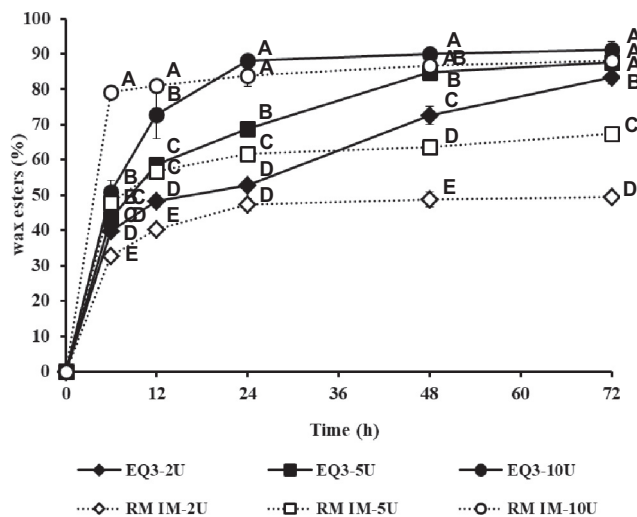 100
90
80
70
60
50
40
30
20
10
0
wax esters (%)
0 12 24 36 48 60 72
Time (h)
A A A A A
B A A B A
B C B B A
B C C C B
C C D D C
D D D E D
D E
E
EQ3-2U EQ3-5U EQ3-10U
RM IM-2U RM IM-5U RM IM-10U